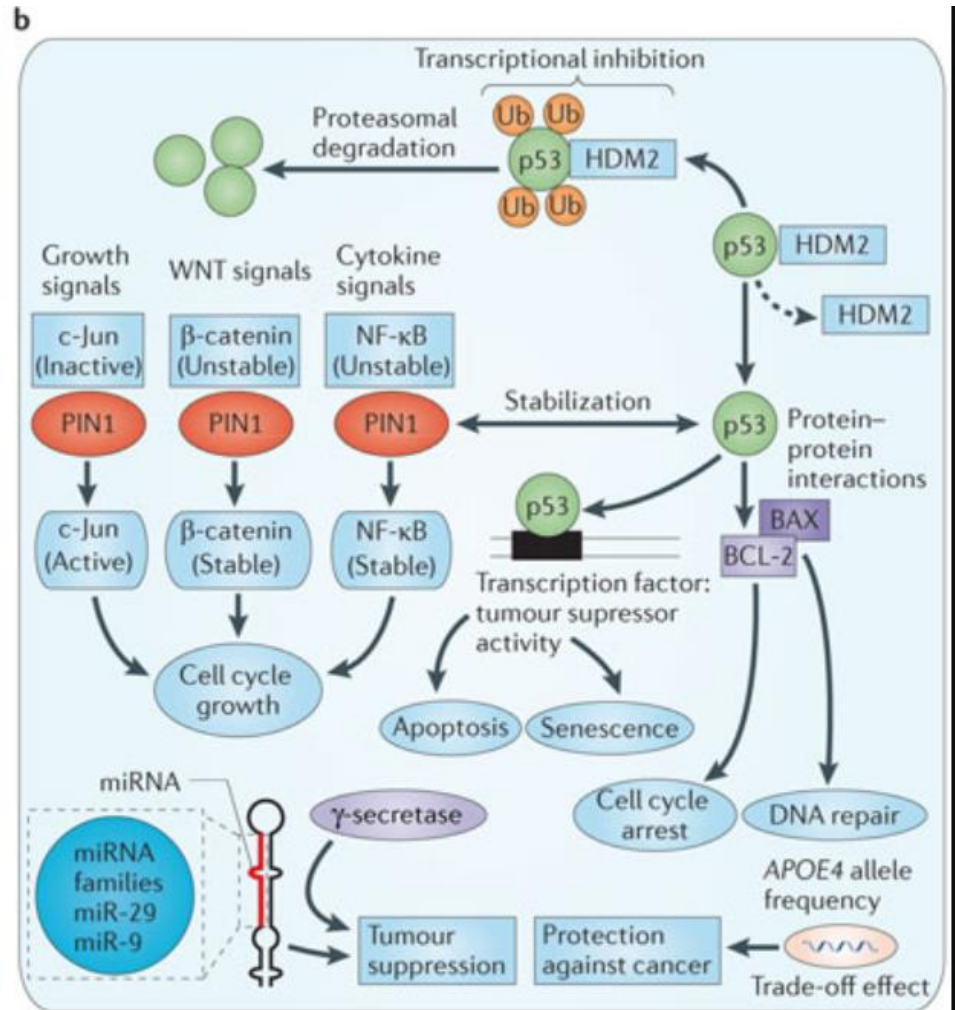 b
Transcriptional inhibition
Ub Ub
Proteasomal
degradation
p53 HDM2
Ub Ub
p53 HDM2
HDM2
Growth
signals
WNT signals
Cytokine
signals
c-Jun
(Inactive)
β-catenin
(Unstable)
NF-κB
(Unstable)
PIN1
PIN1
PIN1
Stabilization
p53
Protein–
protein
interactions
p53
BAX
BCL-2
c-Jun
(Active)
β-catenin
(Stable)
NF-κB
(Stable)
Transcription factor:
tumour supressor
activity
Cell cycle
growth
Apoptosis
Senescence
Cell cycle
arrest
DNA repair
miRNA
miRNA
families
miR-29
miR-9
γ-secretase
Tumour
suppression
Protection
against cancer
APOE4 allele
frequency
Trade-off effect